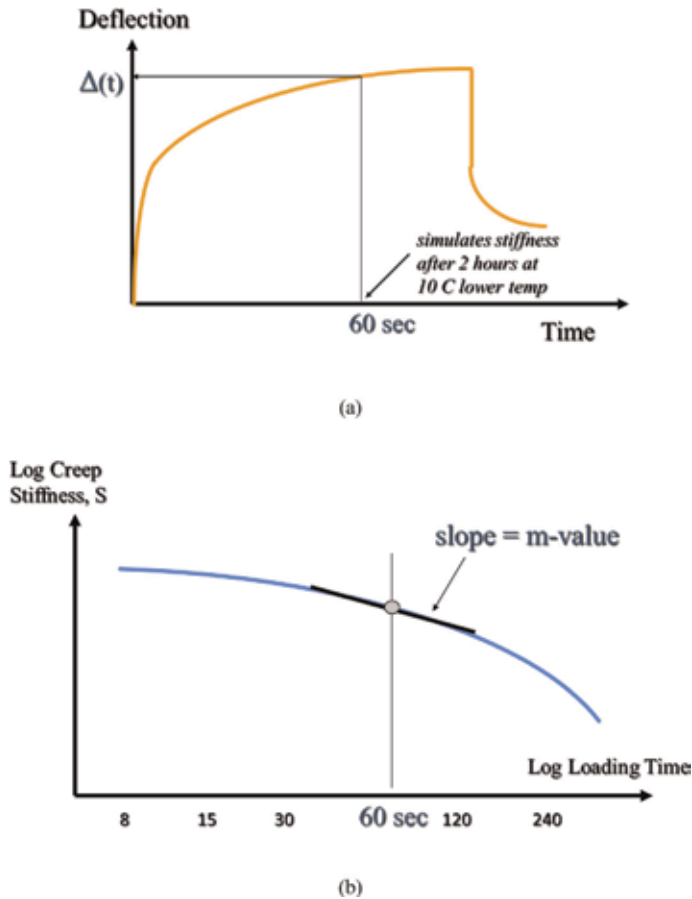 Deflection
Δ(t)
simulates stiffness
after 2 hours at
10 C lower temp
60 sec
Time
(a)
Log Creep
Stiffness, S
slope = m-value
Log Loading Time
8 15 30 60 sec 120 240
(b)